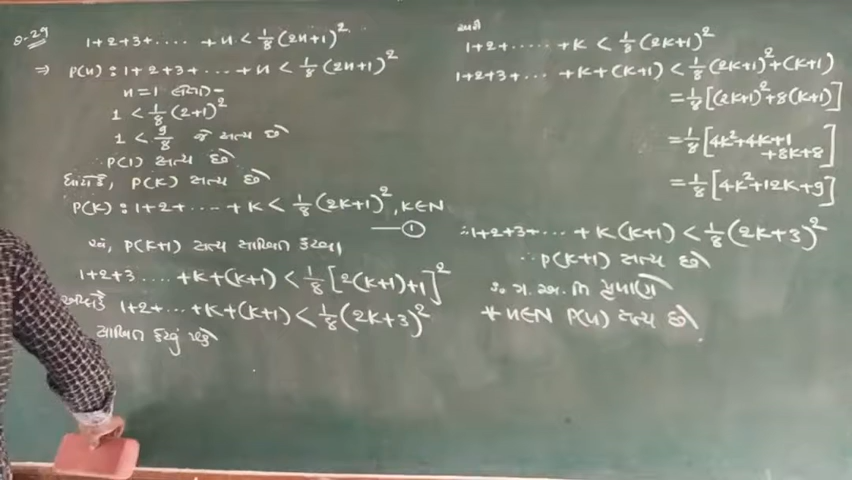 દા.29
1+2+3+..... + n < 1/8 (2n+1)²
⇒ P(n) : 1+2+3+...+n < 1/8 (2n+1)²
n=1 લેતાં -
1 < 1/8 (2+1)²
1 < 9/8 જે સત્ય છે
∴ P(1) સત્ય છે
ધારો કે, P(k) સત્ય છે
P(k) : 1+2+....+k < 1/8 (2k+1)², k∈N
—①
હવે, P(k+1) સત્ય સાબિત કરવા
1+2+3....+k+(k+1) < 1/8 [2(k+1)+1]²
એટલે કે 1+2+...+k+(k+1) < 1/8 (2k+3)²
સાબિત કરવું પડે
1+2+.....+k < 1/8 (2k+1)²
1+2+3+...+k+(k+1) < 1/8 (2k+1)²+(k+1)
= 1/8 [(2k+1)²+8(k+1)]
= 1/8 [4k²+4k+1
+8k+8]
= 1/8 [4k²+12k+9]
∴ 1+2+3+...+k(k+1) < 1/8 (2k+3)²
∴ P(k+1) સત્ય છે
ગ.અ. ના
* n∈N P(n) સત્ય છે